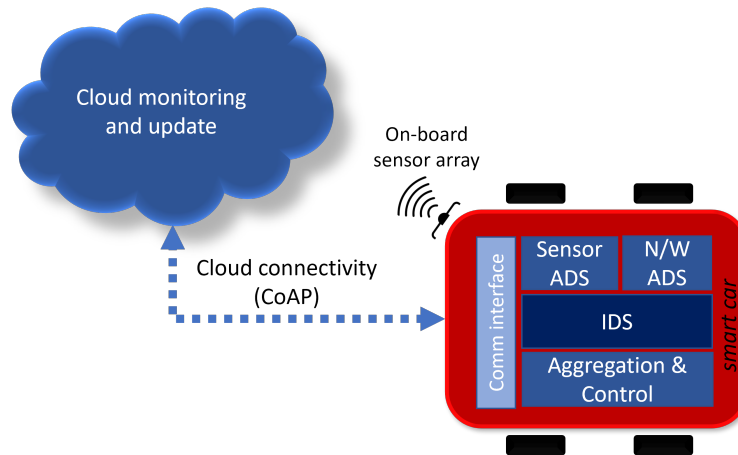 Cloud monitoring
and update
On-board
sensor array
Cloud connectivity
(CoAP)
Comm interface
Sensor
ADS
N/W
ADS
IDS
Aggregation &
Control
smart car